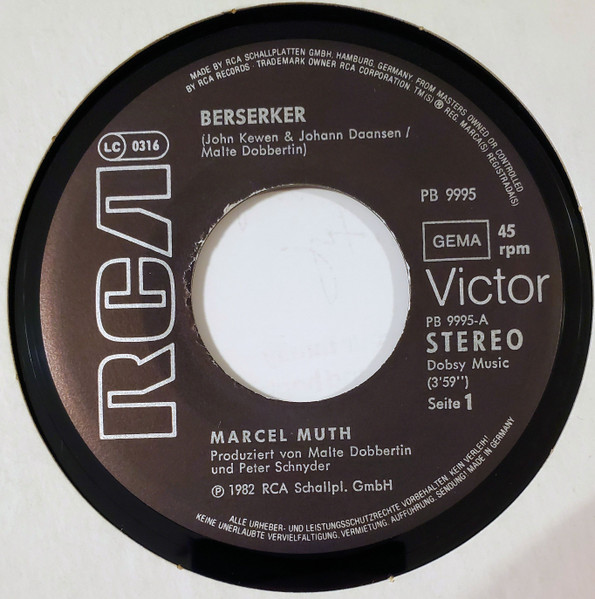 MADE BY RCA SCHALLPLATTEN GMBH, HAMBURG, GERMANY, FROM MASTERS OWNED OR CONTROLLED
BY RCA RECORDS · TRADEMARK OWNER RCA CORPORATION TM(S) ® REG. MARCA(S) REGISTRADA(S)
BERSERKER
(John Kewen & Johann Daansen /
Malte Dobbertin)
LC 0316
RCA
PB 9995
GEMA
45
rpm
Victor
PB 9995-A
STEREO
Dobsy Music
(3'59'')
Seite 1
MARCEL MUTH
Produziert von Malte Dobbertin
und Peter Schnyder
℗ 1982 RCA Schallpl. GmbH
ALLE URHEBER- UND LEISTUNGSSCHUTZRECHTE VORBEHALTEN. KEIN VERLEIH!
KEINE UNERLAUBTE VERVIELFÄLTIGUNG, VERMIETUNG, AUFFÜHRUNG, SENDUNG! MADE IN GERMANY